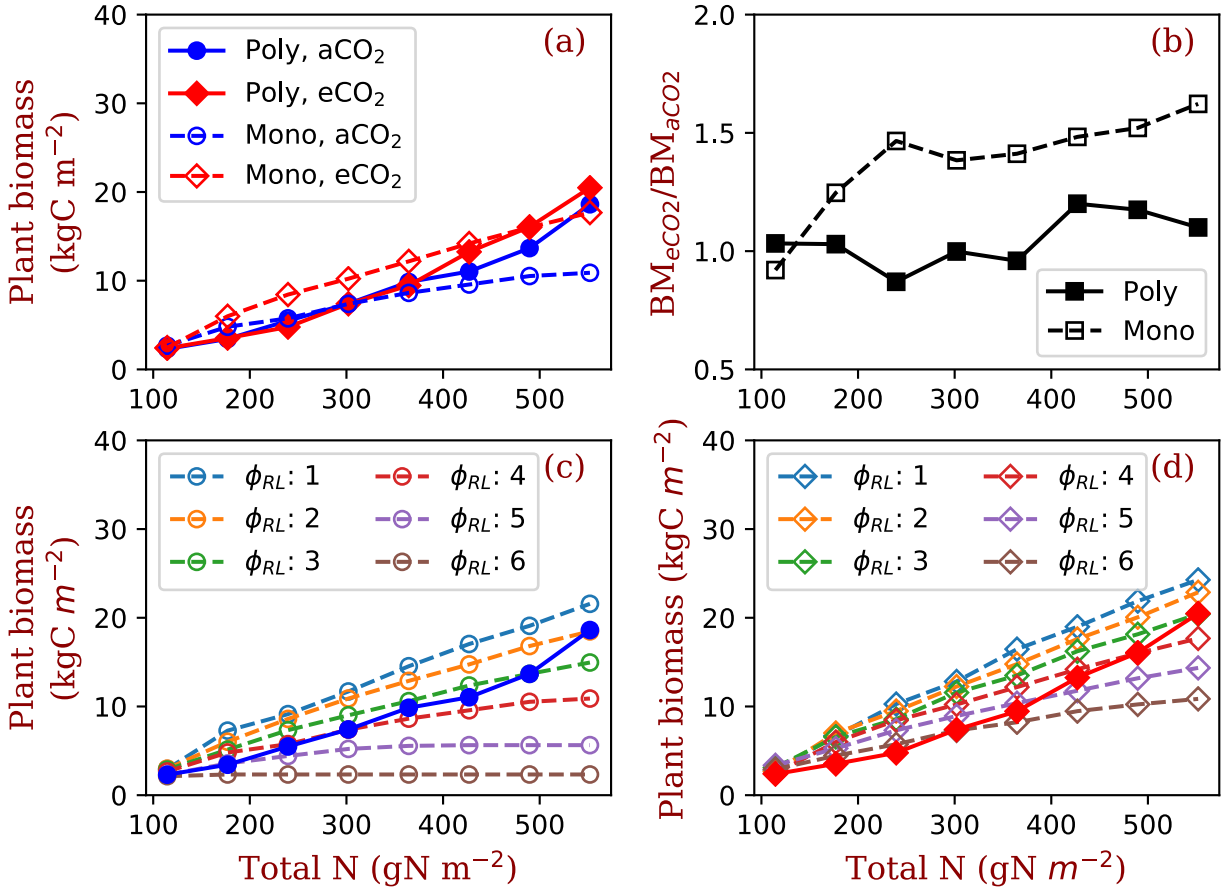 40
30
20
10
0
Plant biomass
(kgC m⁻²)
Poly, aCO₂
Poly, eCO₂
Mono, aCO₂
Mono, eCO₂
(a)
100 200 300 400 500
2.0
1.5
1.0
0.5
BM_eCO2/BM_aCO2
(b)
Poly
Mono
100 200 300 400 500
40
30
20
10
0
Plant biomass
(kgC m⁻²)
ϕ_RL: 1 ϕ_RL: 4
ϕ_RL: 2 ϕ_RL: 5
ϕ_RL: 3 ϕ_RL: 6
(c)
100 200 300 400 500
Total N (gN m⁻²)
40
30
20
10
0
Plant biomass (kgC m⁻²)
ϕ_RL: 1 ϕ_RL: 4
ϕ_RL: 2 ϕ_RL: 5
ϕ_RL: 3 ϕ_RL: 6
(d)
100 200 300 400 500
Total N (gN m⁻²)